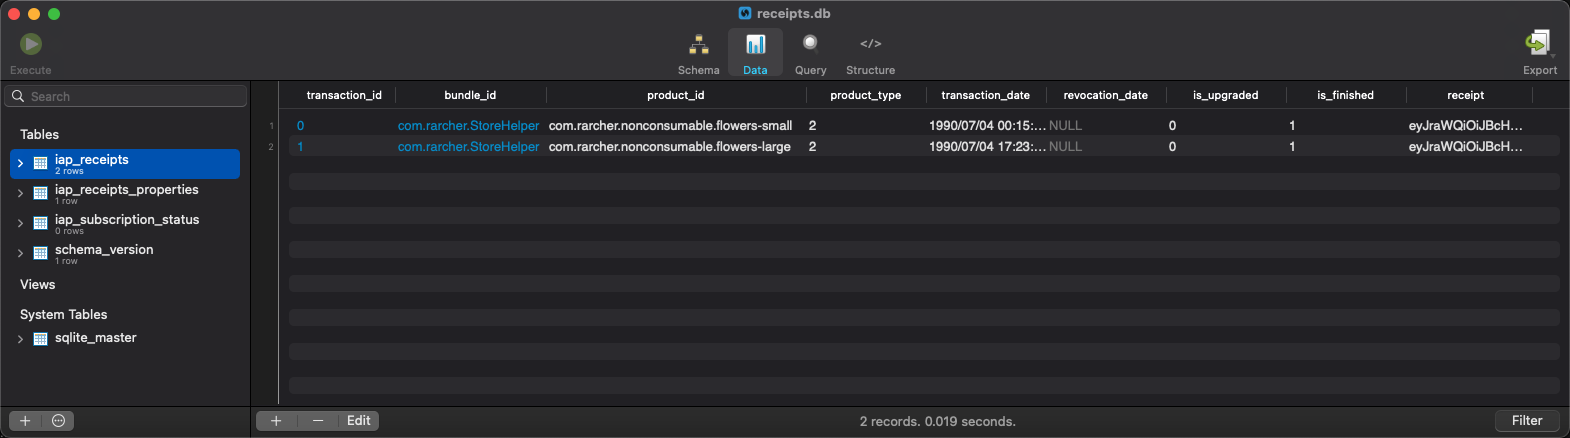 receipts.db
Execute
Schema
Data
Query
</>
Structure
Export
Search
Tables
iap_receipts
2 rows
iap_receipts_properties
1 row
iap_subscription_status
0 rows
schema_version
1 row
Views
System Tables
sqlite_master
transaction_id bundle_id product_id product_type transaction_date revocation_date is_upgraded is_finished receipt
1 0 com.rarcher.StoreHelper com.rarcher.nonconsumable.flowers-small 2 1990/07/04 00:15:... NULL 0 1 eyJraWQiOiJBcH...
2 1 com.rarcher.StoreHelper com.rarcher.nonconsumable.flowers-large 2 1990/07/04 17:23:... NULL 0 1 eyJraWQiOiJBcH...
+ − Edit
2 records. 0.019 seconds.
Filter